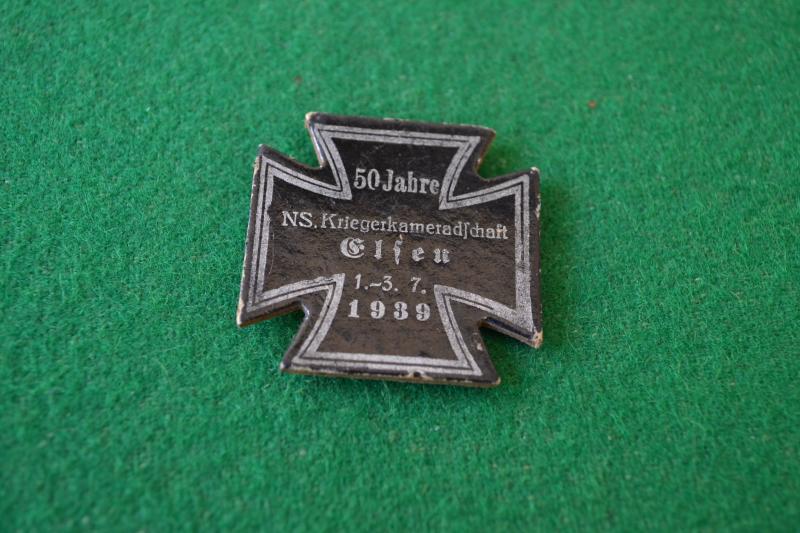 50 Jahre
NS. Kriegerkameradſchaft
Elſen
1.-3. 7.
1939